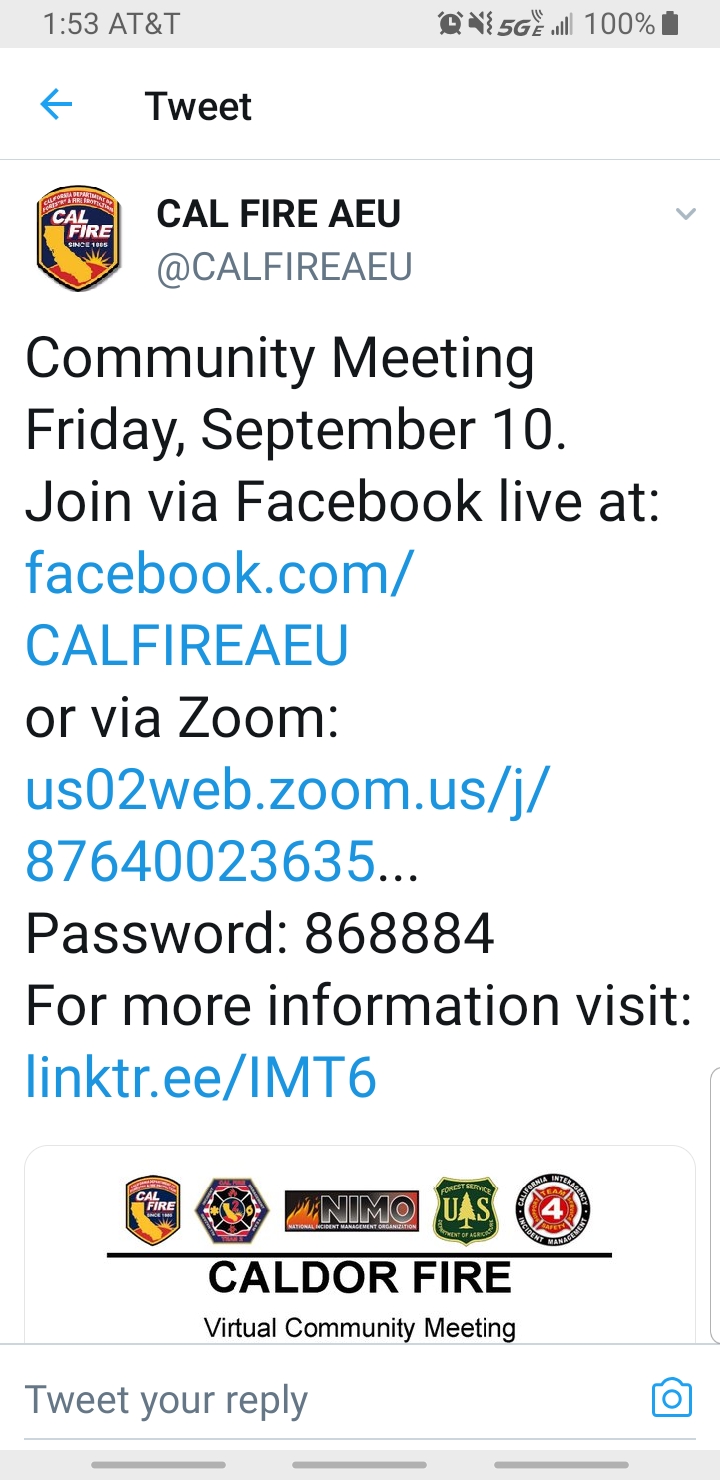 1:53 AT&T 5GE 100%
Tweet
CAL FIRE AEU
@CALFIREAEU
Community Meeting
Friday, September 10.
Join via Facebook live at:
facebook.com/
CALFIREAEU
or via Zoom:
us02web.zoom.us/j/
87640023635...
Password: 868884
For more information visit:
linktr.ee/IMT6
CAL FIRE SINCE 1885
NIMO
NATIONAL INCIDENT MANAGEMENT ORGANIZATION
FOREST SERVICE
UAS
DEPARTMENT OF AGRICULTURE
CALIFORNIA INTERAGENCY
TEAM
4
SAFETY
INCIDENT MANAGEMENT
CALDOR FIRE
Virtual Community Meeting
Tweet your reply